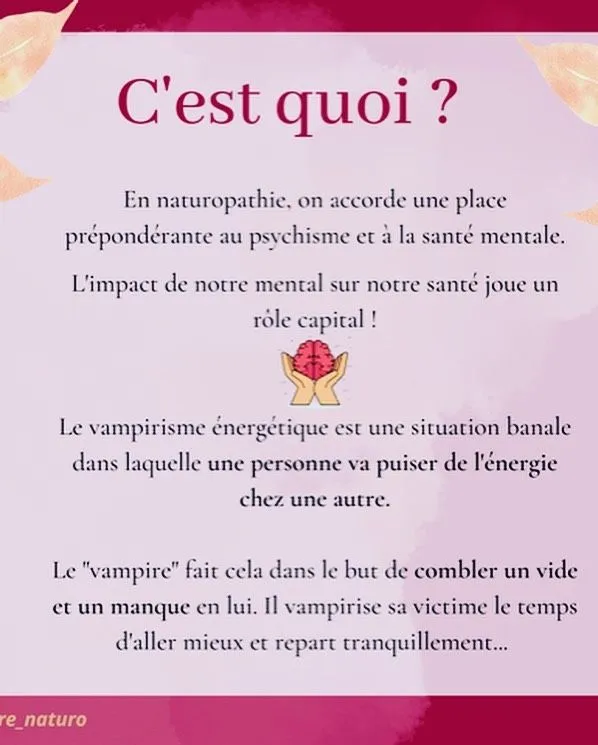 C'est quoi ?
En naturopathie, on accorde une place
prépondérante au psychisme et à la santé mentale.
L'impact de notre mental sur notre santé joue un
rôle capital !
Le vampirisme énergétique est une situation banale
dans laquelle une personne va puiser de l'énergie
chez une autre.
Le "vampire" fait cela dans le but de combler un vide
et un manque en lui. Il vampirise sa victime le temps
d'aller mieux et repart tranquillement...
re_naturo